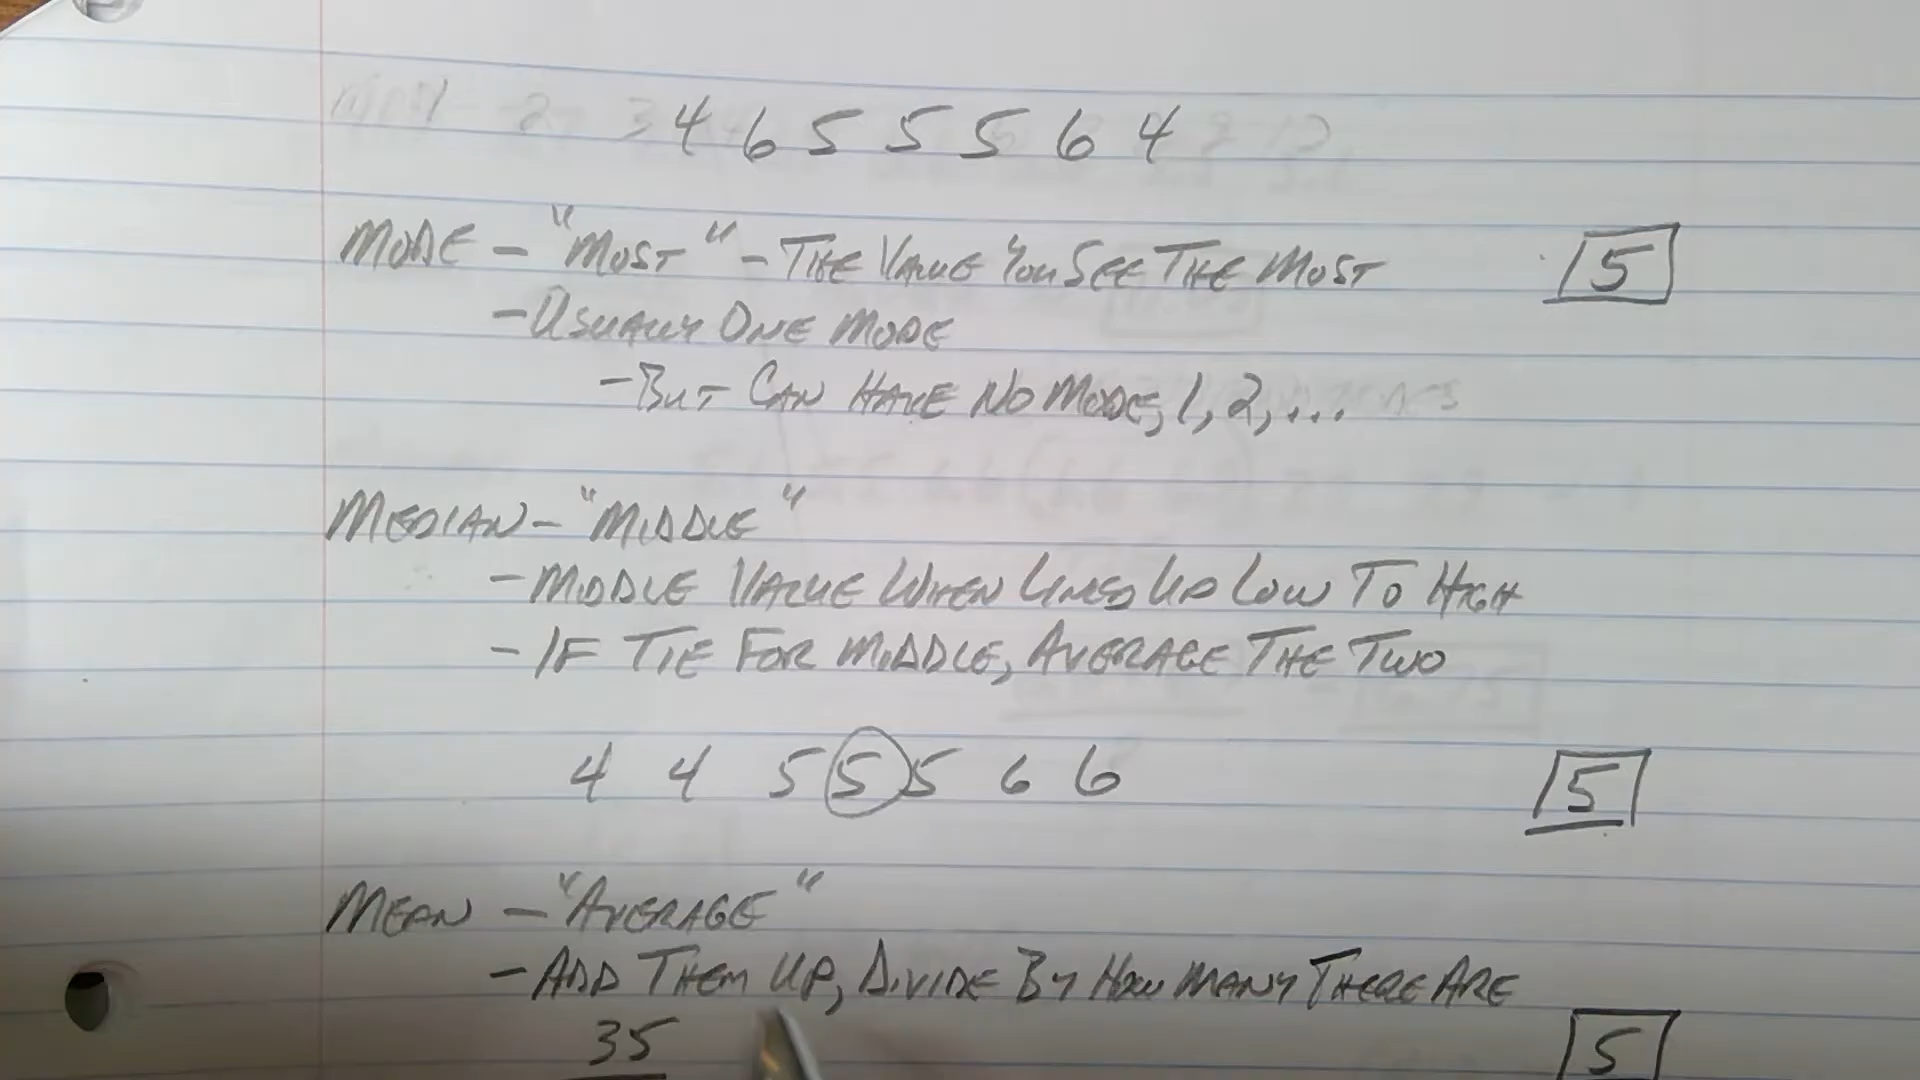 4 6 5 5 5 6 4
MODE - "MOST" - THE VALUE YOU SEE THE MOST 5
- USUALLY ONE MODE
- BUT CAN HAVE NO MODE, 1, 2, ...
MEDIAN - "MIDDLE"
- MIDDLE VALUE WHEN LINED UP LOW TO HIGH
- IF TIE FOR MIDDLE, AVERAGE THE TWO
4 4 5 5 5 6 6 5
MEAN - "AVERAGE"
- ADD THEM UP, DIVIDE BY HOW MANY THERE ARE
35 5